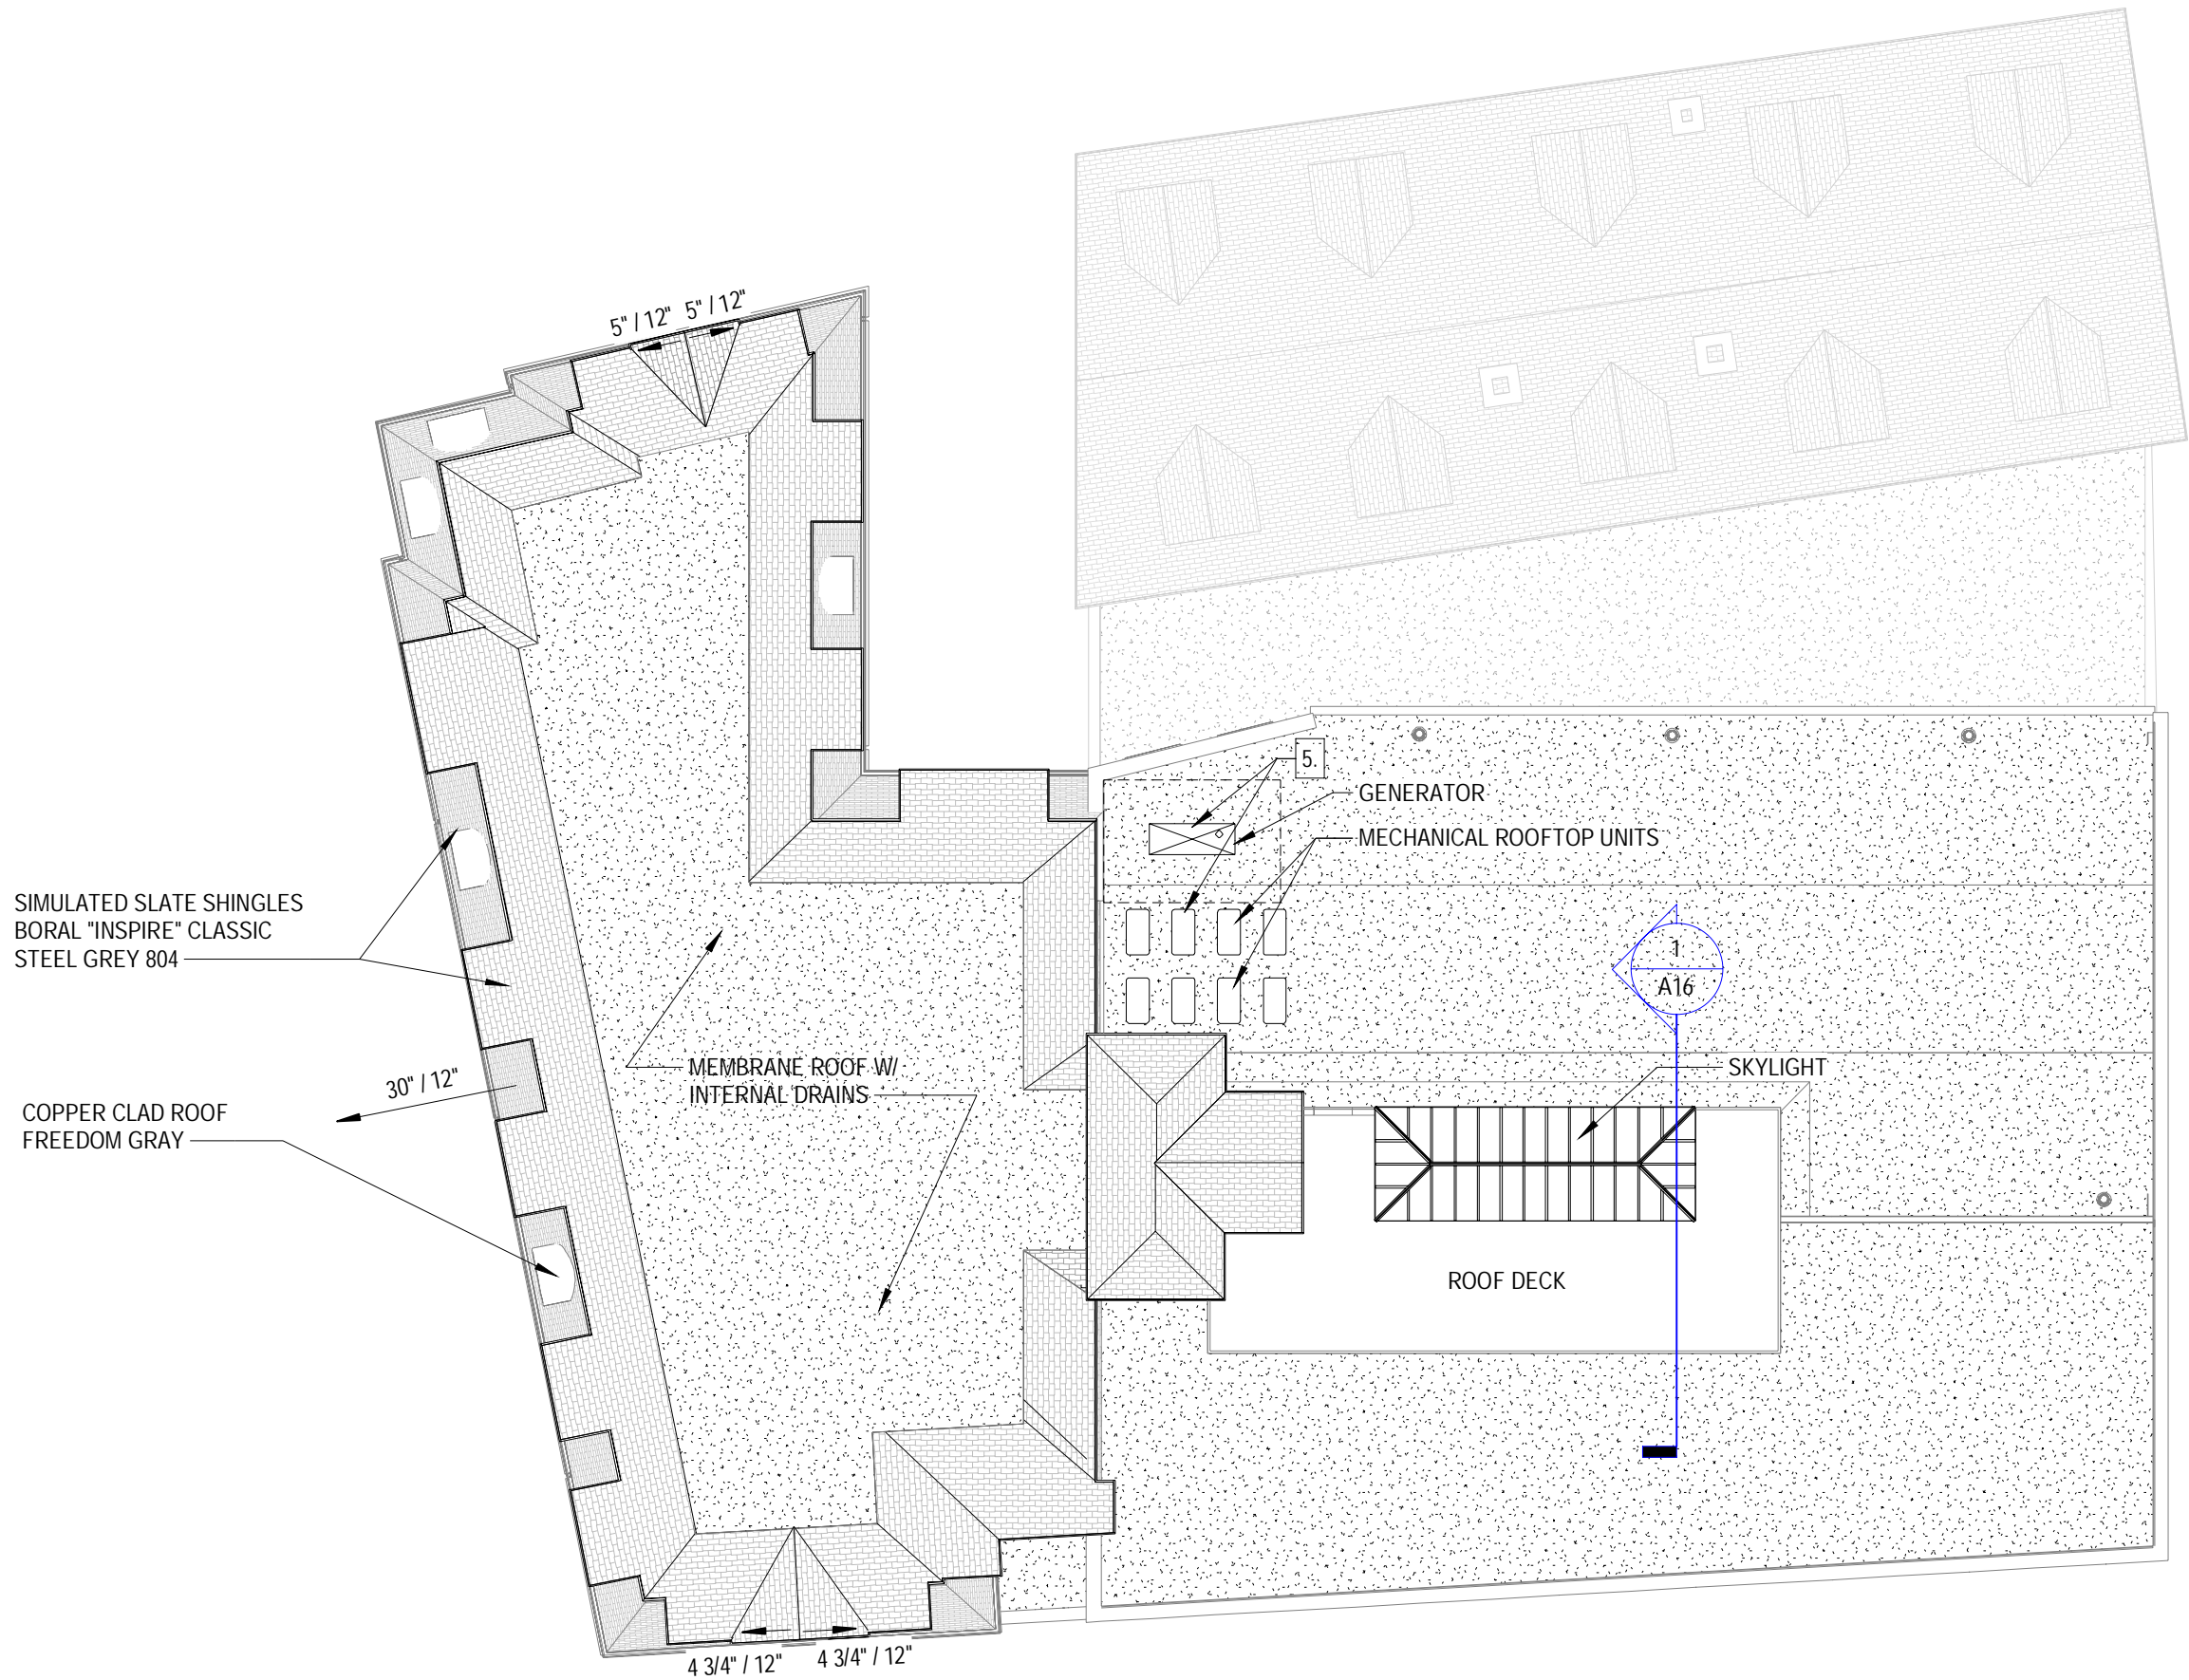 5" / 12" 5" / 12"
5.
GENERATOR
MECHANICAL ROOFTOP UNITS
SIMULATED SLATE SHINGLES
BORAL "INSPIRE" CLASSIC
STEEL GREY 804
1
A16
MEMBRANE ROOF W/
INTERNAL DRAINS
SKYLIGHT
30" / 12"
COPPER CLAD ROOF
FREEDOM GRAY
ROOF DECK
4 3/4" / 12" 4 3/4" / 12"